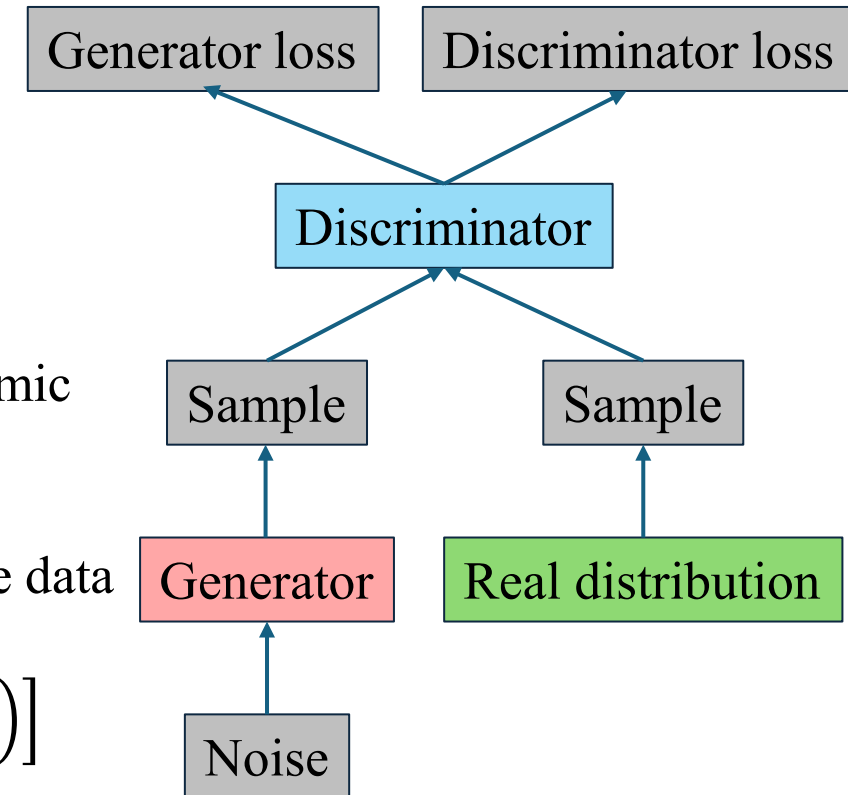 Generator loss
Discriminator loss
Discriminator
mic
Sample
Sample
e data
Generator
Real distribution
)]
Noise